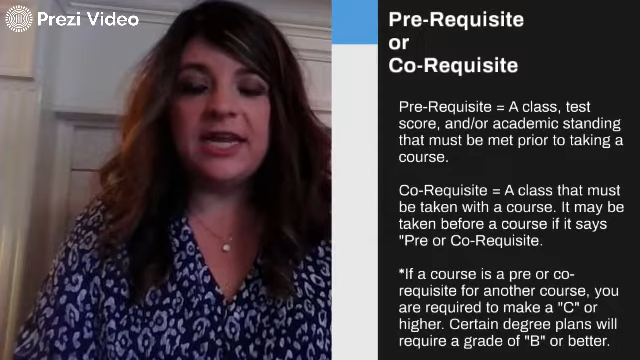 Prezi Video
Pre-Requisite
or
Co-Requisite
Pre-Requisite = A class, test
score, and/or academic standing
that must be met prior to taking a
course.
Co-Requisite = A class that must
be taken with a course. It may be
taken before a course if it says
"Pre or Co-Requisite.
*If a course is a pre or co-
requisite for another course, you
are required to make a "C" or
higher. Certain degree plans will
require a grade of "B" or better.